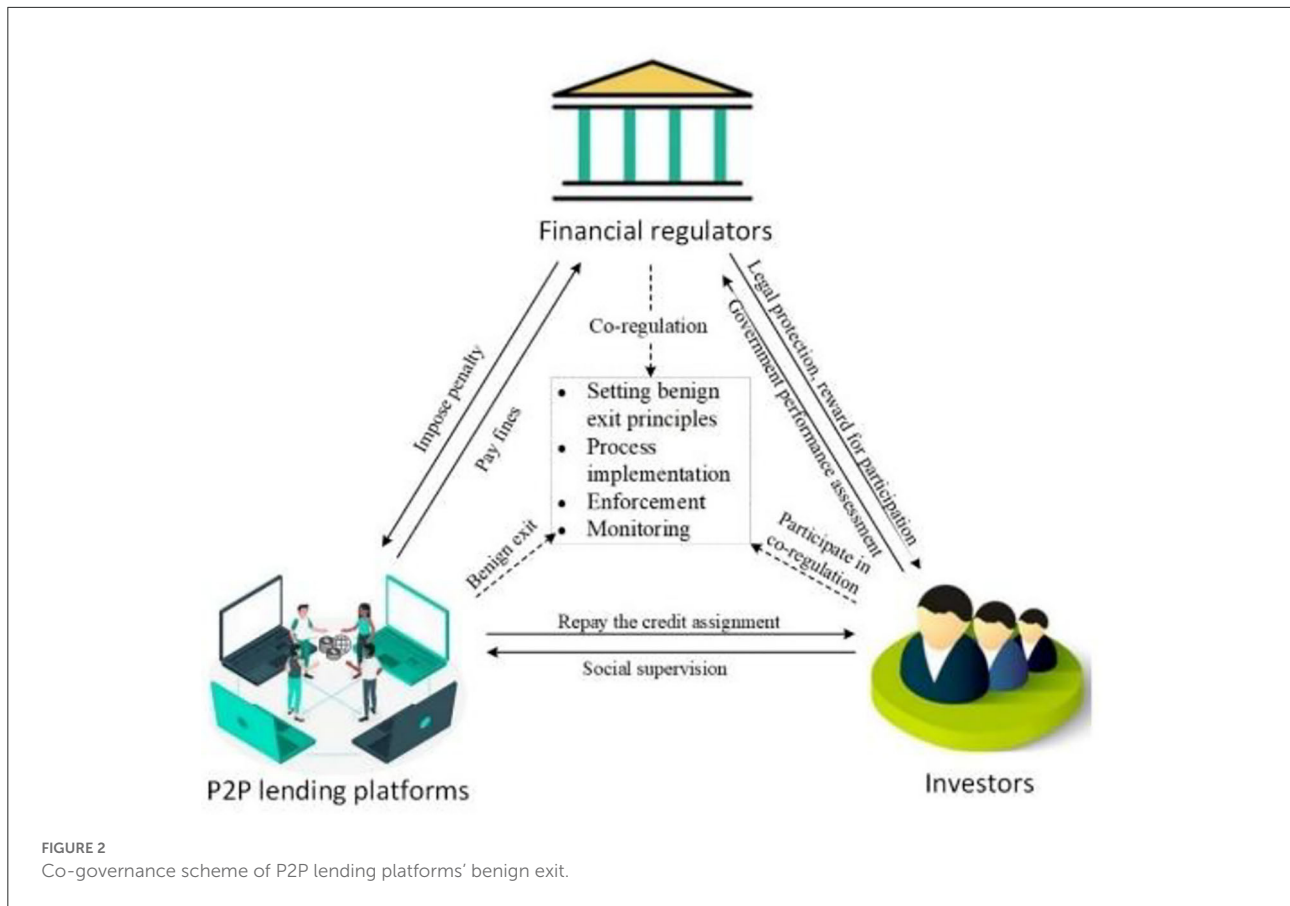 Financial regulators
Legal protection, reward for participation
Government performance assessment
Co-regulation
Impose penalty
Pay fines
• Setting benign
exit principles
• Process
implementation
• Enforcement
• Monitoring
Benign exit
Participate in
co-regulation
Repay the credit assignment
Social supervision
P2P lending platforms
Investors
FIGURE 2
Co-governance scheme of P2P lending platforms’ benign exit.